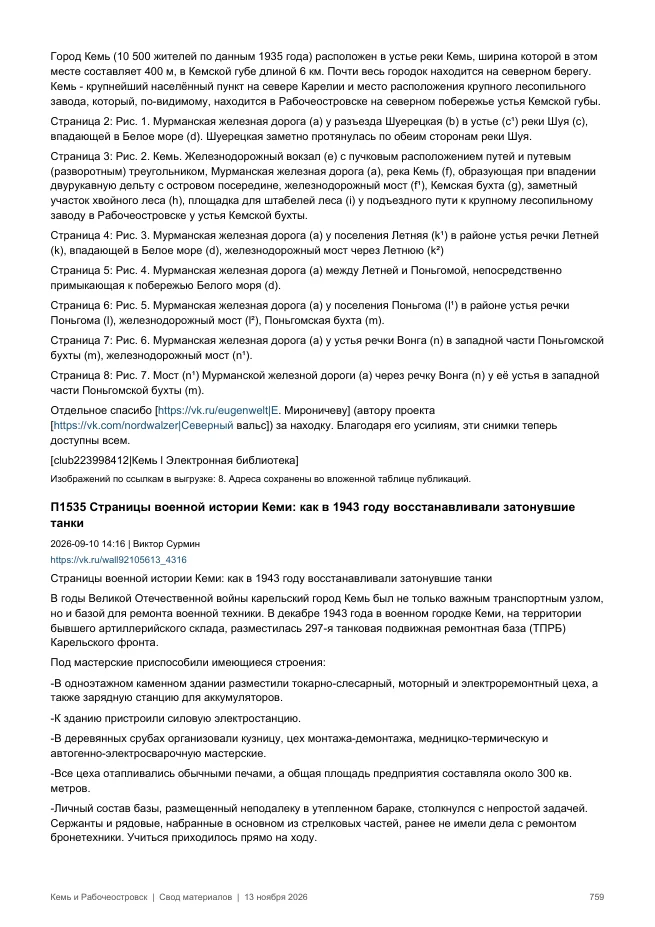 Город Кемь (10 500 жителей по данным 1935 года) расположен в устье реки Кемь, ширина которой в этом
месте составляет 400 м, в Кемской губе длиной 6 км. Почти весь городок находится на северном берегу.
Кемь - крупнейший населённый пункт на севере Карелии и место расположения крупного лесопильного
завода, который, по-видимому, находится в Рабочеостровске на северном побережье устья Кемской губы.
Страница 2: Рис. 1. Мурманская железная дорога (a) у разъезда Шуерецкая (b) в устье (c¹) реки Шуя (c),
впадающей в Белое море (d). Шуерецкая заметно протянулась по обеим сторонам реки Шуя.
Страница 3: Рис. 2. Кемь. Железнодорожный вокзал (e) с пучковым расположением путей и путевым
(разворотным) треугольником, Мурманская железная дорога (a), река Кемь (f), образующая при впадении
двурукавную дельту с островом посередине, железнодорожный мост (f¹), Кемская бухта (g), заметный
участок хвойного леса (h), площадка для штабелей леса (i) у подъездного пути к крупному лесопильному
заводу в Рабочеостровске у устья Кемской бухты.
Страница 4: Рис. 3. Мурманская железная дорога (a) у поселения Летняя (k¹) в районе устья речки Летней
(k), впадающей в Белое море (d), железнодорожный мост через Летнюю (k²)
Страница 5: Рис. 4. Мурманская железная дорога (a) между Летней и Поньгомой, непосредственно
примыкающая к побережью Белого моря (d).
Страница 6: Рис. 5. Мурманская железная дорога (a) у поселения Поньгома (l¹) в районе устья речки
Поньгома (l), железнодорожный мост (l²), Поньгомская бухта (m).
Страница 7: Рис. 6. Мурманская железная дорога (a) у устья речки Вонга (n) в западной части Поньгомской
бухты (m), железнодорожный мост (n¹).
Страница 8: Рис. 7. Мост (n¹) Мурманской железной дороги (a) через речку Вонга (n) у её устья в западной
части Поньгомской бухты (m).
Отдельное спасибо [https://vk.ru/eugenwelt|Е. Мироничеву] (автору проекта
[https://vk.com/nordwalzer|Северный вальс]) за находку. Благодаря его усилиям, эти снимки теперь
доступны всем.
[club223998412|Кемь I Электронная библиотека]
Изображений по ссылкам в выгрузке: 8. Адреса сохранены во вложенной таблице публикаций.
П1535 Страницы военной истории Кеми: как в 1943 году восстанавливали затонувшие
танки
2026-09-10 14:16 | Виктор Сурмин
https://vk.ru/wall92105613_4316
Страницы военной истории Кеми: как в 1943 году восстанавливали затонувшие танки
В годы Великой Отечественной войны карельский город Кемь был не только важным транспортным узлом,
но и базой для ремонта военной техники. В декабре 1943 года в военном городке Кеми, на территории
бывшего артиллерийского склада, разместилась 297-я танковая подвижная ремонтная база (ТПРБ)
Карельского фронта.
Под мастерские приспособили имеющиеся строения:
-В одноэтажном каменном здании разместили токарно-слесарный, моторный и электроремонтный цеха, а
также зарядную станцию для аккумуляторов.
-К зданию пристроили силовую электростанцию.
-В деревянных срубах организовали кузницу, цех монтажа-демонтажа, медницко-термическую и
автогенно-электросварочную мастерские.
-Все цеха отапливались обычными печами, а общая площадь предприятия составляла около 300 кв.
метров.
-Личный состав базы, размещенный неподалеку в утепленном бараке, столкнулся с непростой задачей.
Сержанты и рядовые, набранные в основном из стрелковых частей, ранее не имели дела с ремонтом
бронетехники. Учиться приходилось прямо на ходу.
Кемь и Рабочеостровск | Свод материалов | 13 ноября 2026
759